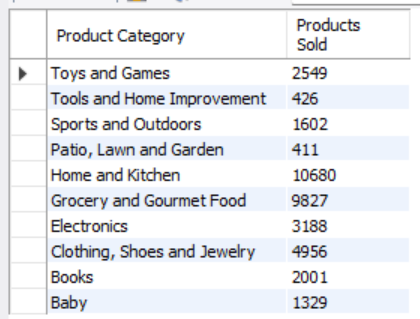 Product Category Products Sold
Toys and Games 2549
Tools and Home Improvement 426
Sports and Outdoors 1602
Patio, Lawn and Garden 411
Home and Kitchen 10680
Grocery and Gourmet Food 9827
Electronics 3188
Clothing, Shoes and Jewelry 4956
Books 2001
Baby 1329